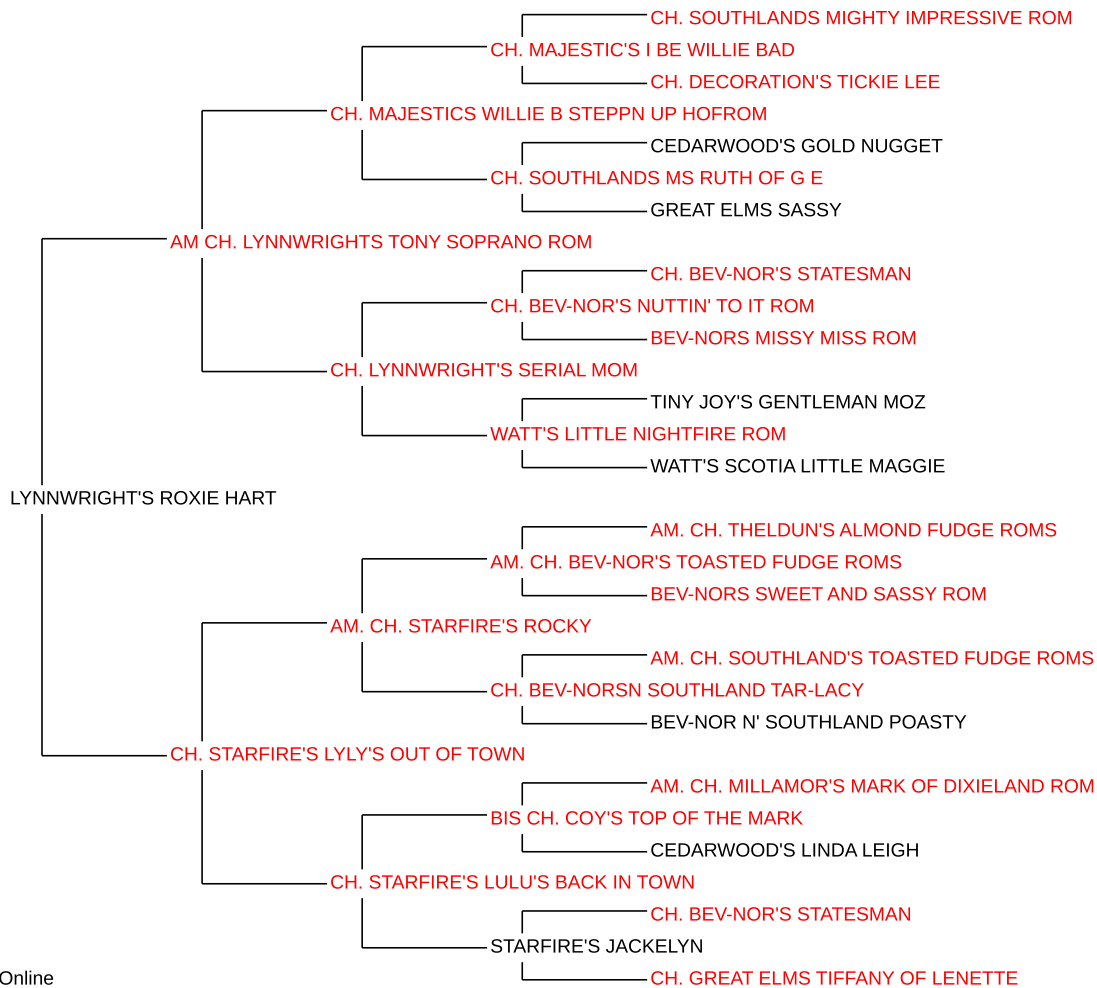 CH. SOUTHLANDS MIGHTY IMPRESSIVE ROM
CH. MAJESTIC'S I BE WILLIE BAD
CH. DECORATION'S TICKIE LEE
CH. MAJESTICS WILLIE B STEPPN UP HOFROM
CEDARWOOD'S GOLD NUGGET
CH. SOUTHLANDS MS RUTH OF G E
GREAT ELMS SASSY
AM CH. LYNNWRIGHTS TONY SOPRANO ROM
CH. BEV-NOR'S STATESMAN
CH. BEV-NOR'S NUTTIN' TO IT ROM
BEV-NORS MISSY MISS ROM
CH. LYNNWRIGHT'S SERIAL MOM
TINY JOY'S GENTLEMAN MOZ
WATT'S LITTLE NIGHTFIRE ROM
WATT'S SCOTIA LITTLE MAGGIE
LYNNWRIGHT'S ROXIE HART
AM. CH. THELDUN'S ALMOND FUDGE ROMS
AM. CH. BEV-NOR'S TOASTED FUDGE ROMS
BEV-NORS SWEET AND SASSY ROM
AM. CH. STARFIRE'S ROCKY
AM. CH. SOUTHLAND'S TOASTED FUDGE ROMS
CH. BEV-NORSN SOUTHLAND TAR-LACY
BEV-NOR N' SOUTHLAND POASTY
CH. STARFIRE'S LYLY'S OUT OF TOWN
AM. CH. MILLAMOR'S MARK OF DIXIELAND ROM
BIS CH. COY'S TOP OF THE MARK
CEDARWOOD'S LINDA LEIGH
CH. STARFIRE'S LULU'S BACK IN TOWN
CH. BEV-NOR'S STATESMAN
STARFIRE'S JACKELYN
CH. GREAT ELMS TIFFANY OF LENETTE
Online